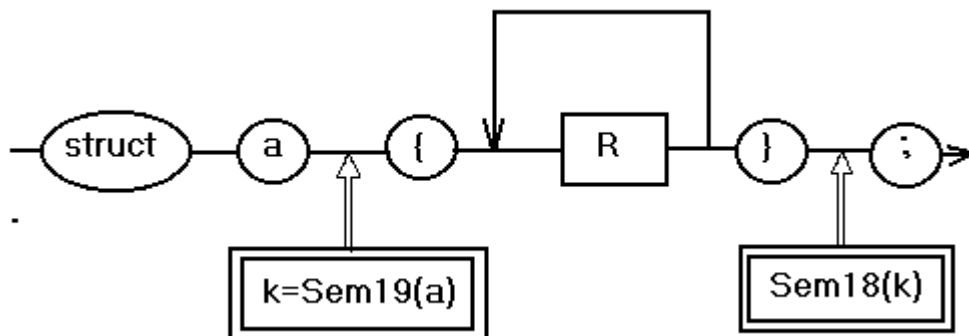 struct a { R } ;
k=Sem19(a) Sem18(k)